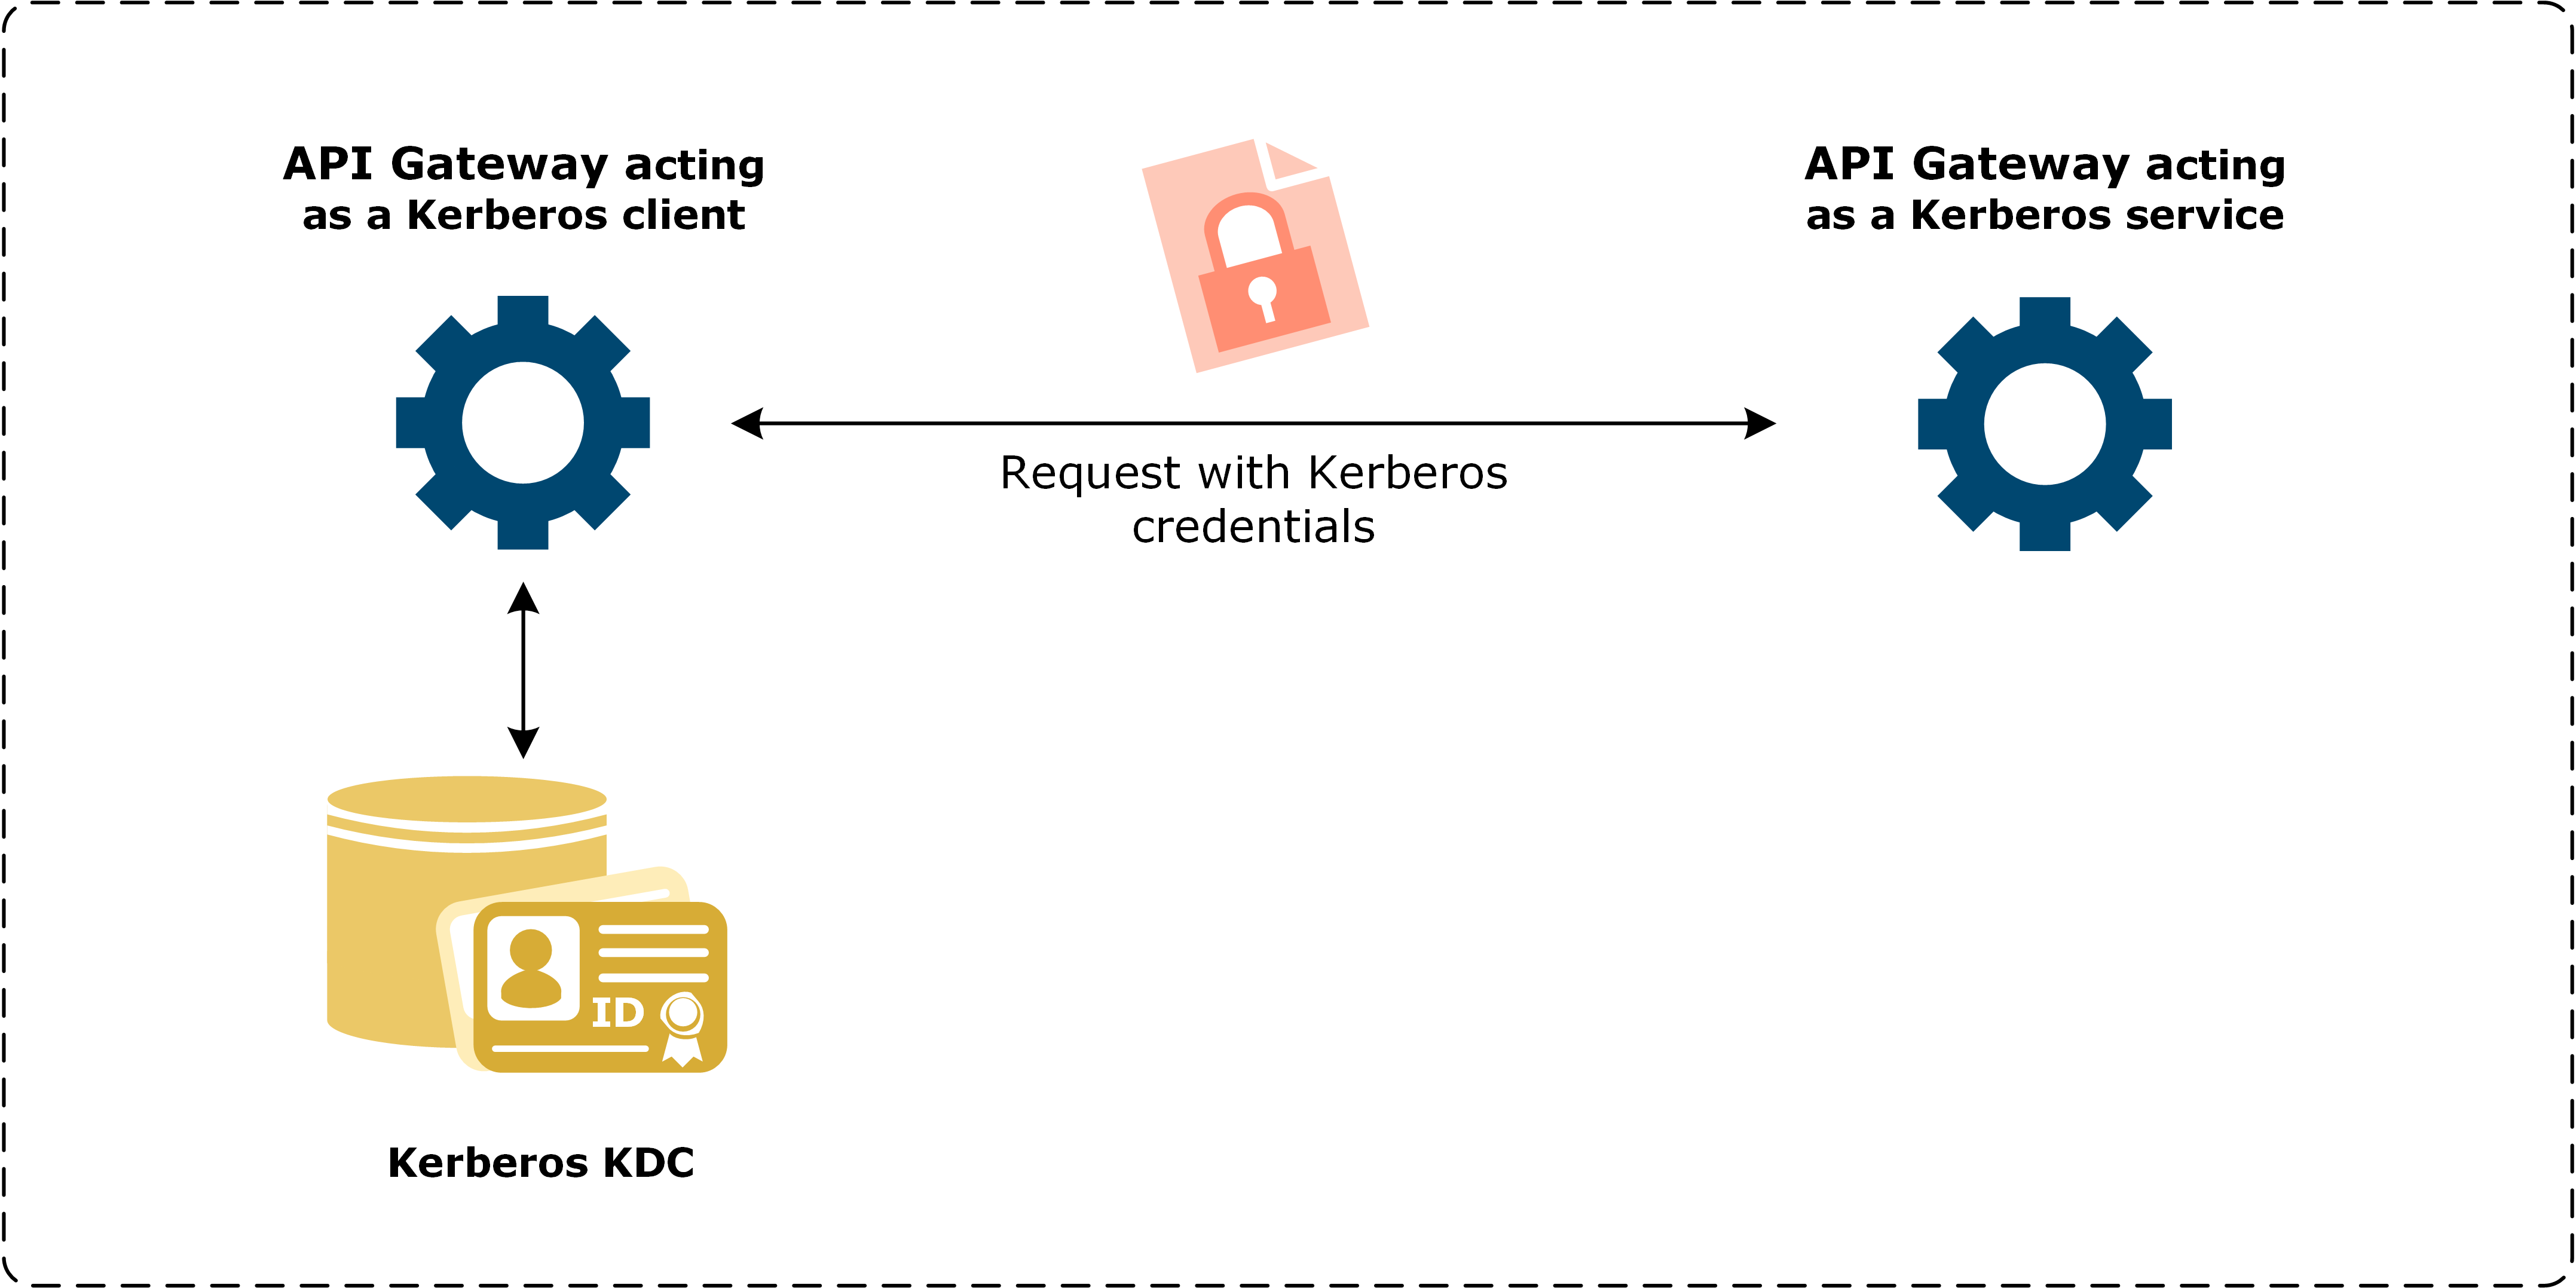 API Gateway acting
as a Kerberos client
API Gateway acting
as a Kerberos service
Request with Kerberos
credentials
ID
Kerberos KDC